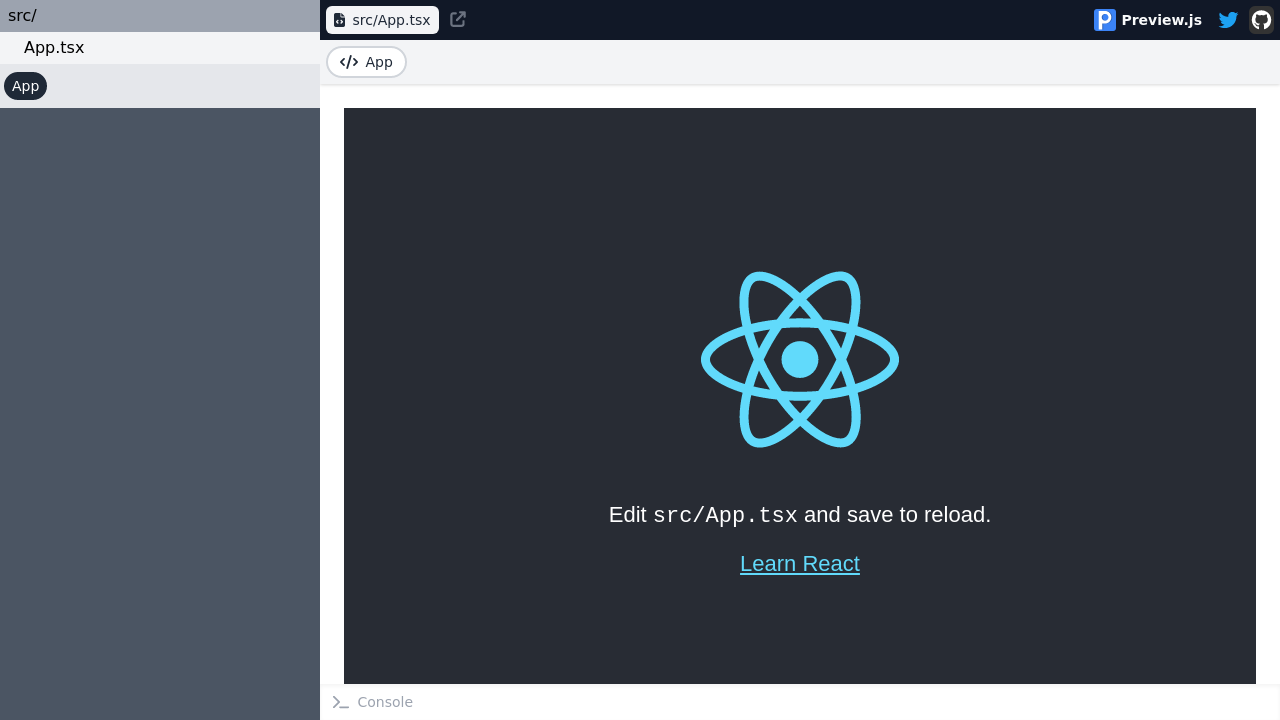 src/
App.tsx
App
src/App.tsx
Preview.js
App
Edit src/App.tsx and save to reload.
Learn React
Console